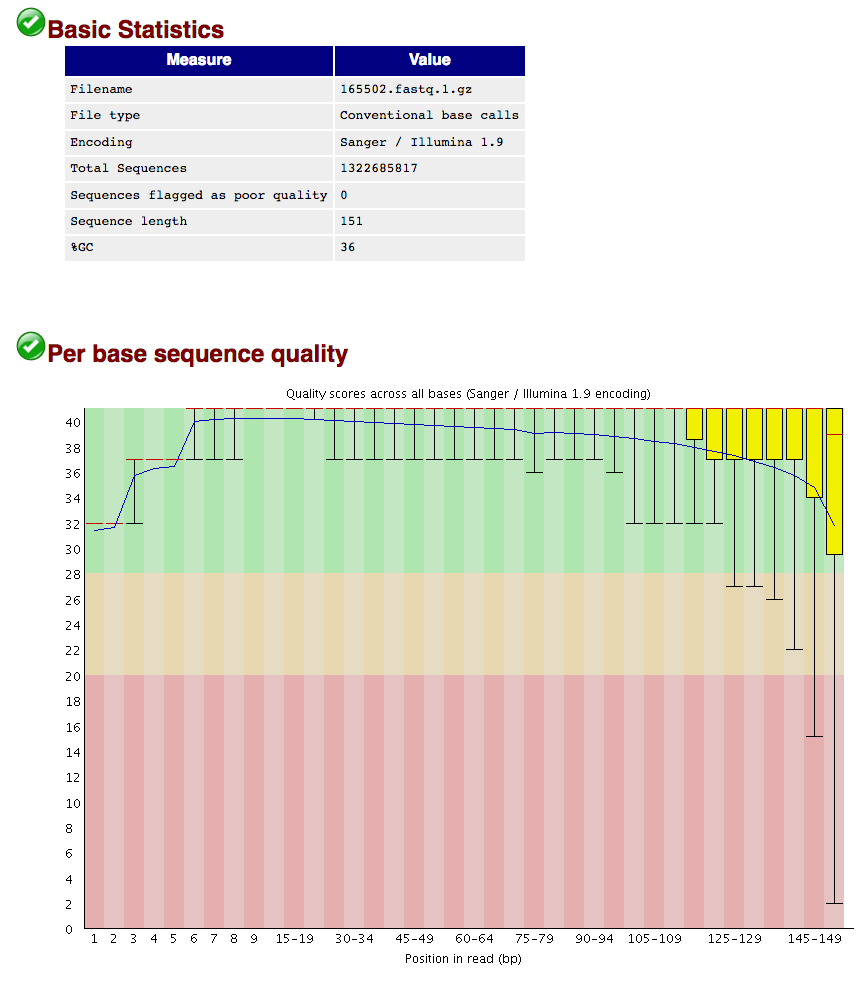 Basic Statistics
Measure Value
Filename 165502.fastq.1.gz
File type Conventional base calls
Encoding Sanger / Illumina 1.9
Total Sequences 1322685817
Sequences flagged as poor quality 0
Sequence length 151
%GC 36
Per base sequence quality
Quality scores across all bases (Sanger / Illumina 1.9 encoding)
40
38
36
34
32
30
28
26
24
22
20
18
16
14
12
10
8
6
4
2
0
1 2 3 4 5 6 7 8 9 15-19 30-34 45-49 60-64 75-79 90-94 105-109 125-129 145-149
Position in read (bp)